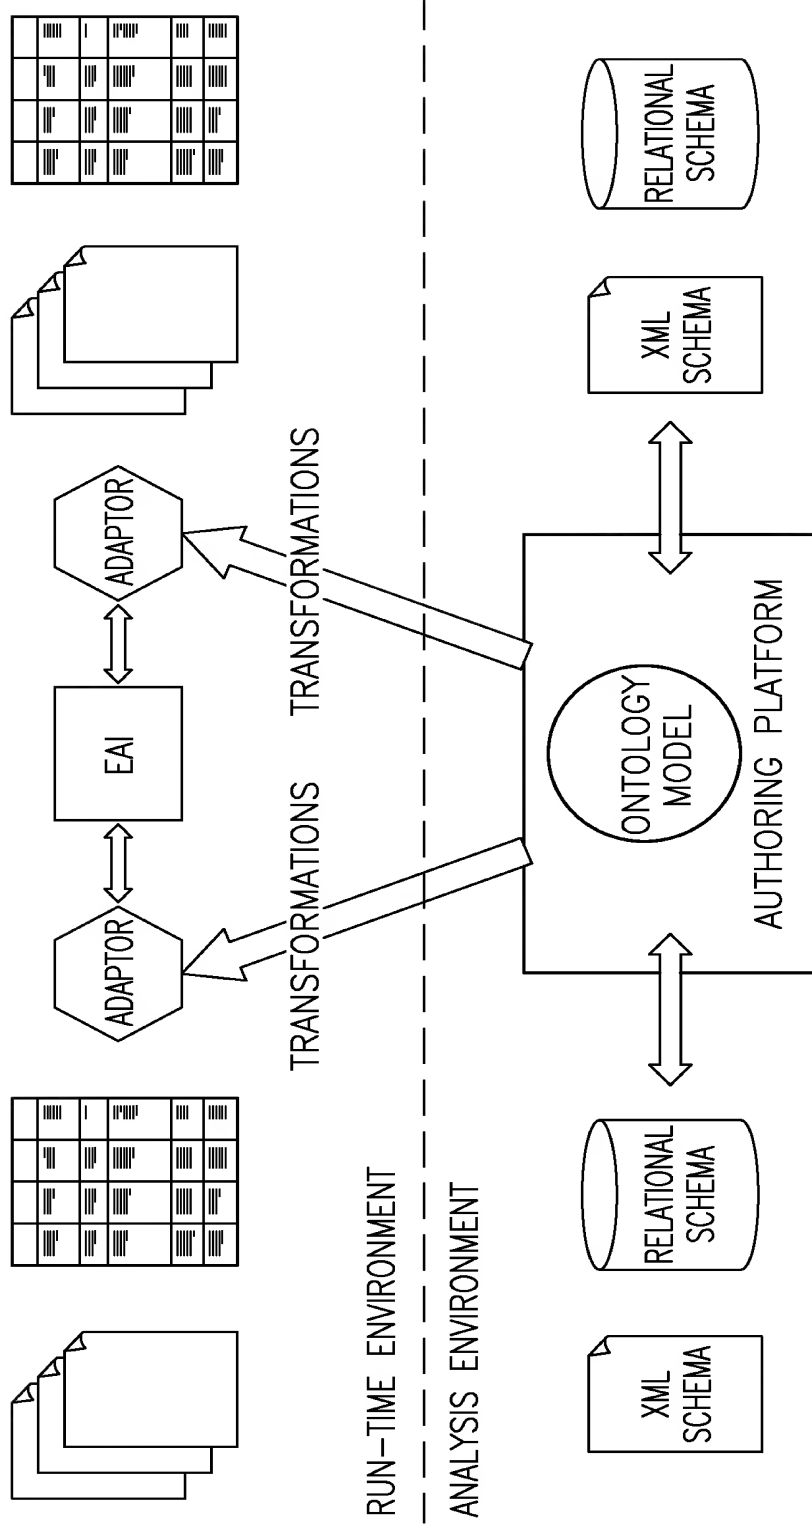 ADAPTOR
EAI
ADAPTOR
TRANSFORMATIONS
TRANSFORMATIONS
RUN-TIME ENVIRONMENT
ANALYSIS ENVIRONMENT
XML
SCHEMA
RELATIONAL
SCHEMA
ONTOLOGY
MODEL
AUTHORING PLATFORM
XML
SCHEMA
RELATIONAL
SCHEMA